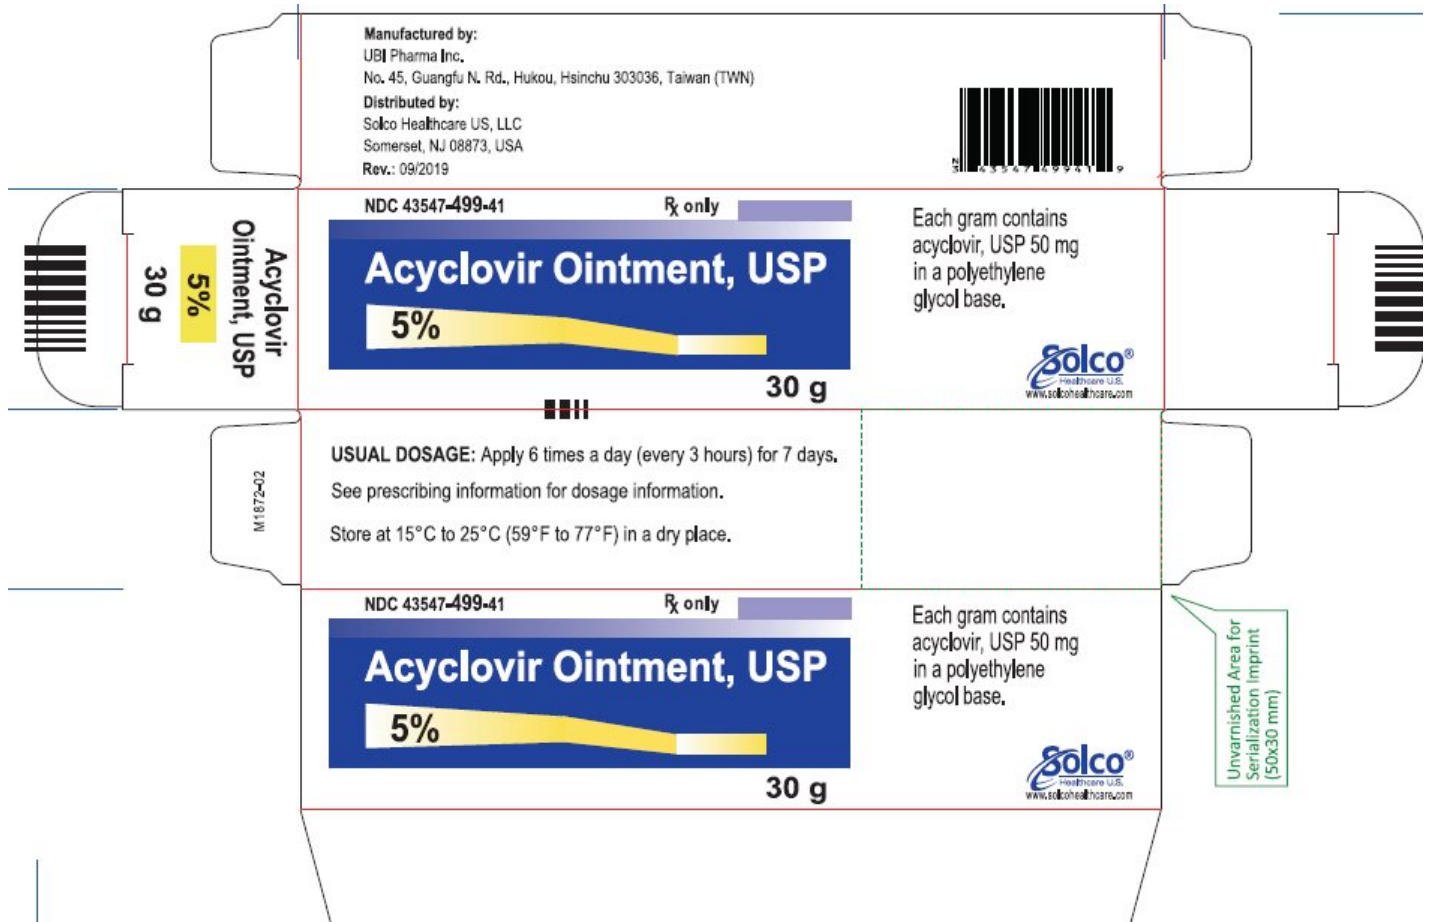 Manufactured by:
UBI Pharma Inc.
No. 45, Guangfu N. Rd., Hukou, Hsinchu 303036, Taiwan (TWN)
Distributed by:
Solco Healthcare US, LLC
Somerset, NJ 08873, USA
Rev.: 09/2019
N
3 43547 49941 9
Acyclovir
Ointment, USP
5%
30 g
NDC 43547-499-41
Rx only
Acyclovir Ointment, USP
5%
30 g
Each gram contains
acyclovir, USP 50 mg
in a polyethylene
glycol base.
Solco®
Healthcare U.S.
www.solcohealthcare.com
M1872-02
USUAL DOSAGE: Apply 6 times a day (every 3 hours) for 7 days.
See prescribing information for dosage information.
Store at 15°C to 25°C (59°F to 77°F) in a dry place.
NDC 43547-499-41
Rx only
Acyclovir Ointment, USP
5%
30 g
Each gram contains
acyclovir, USP 50 mg
in a polyethylene
glycol base.
Solco®
Healthcare U.S.
www.solcohealthcare.com
Unvarnished Area for
Serialization Imprint
(50x30 mm)